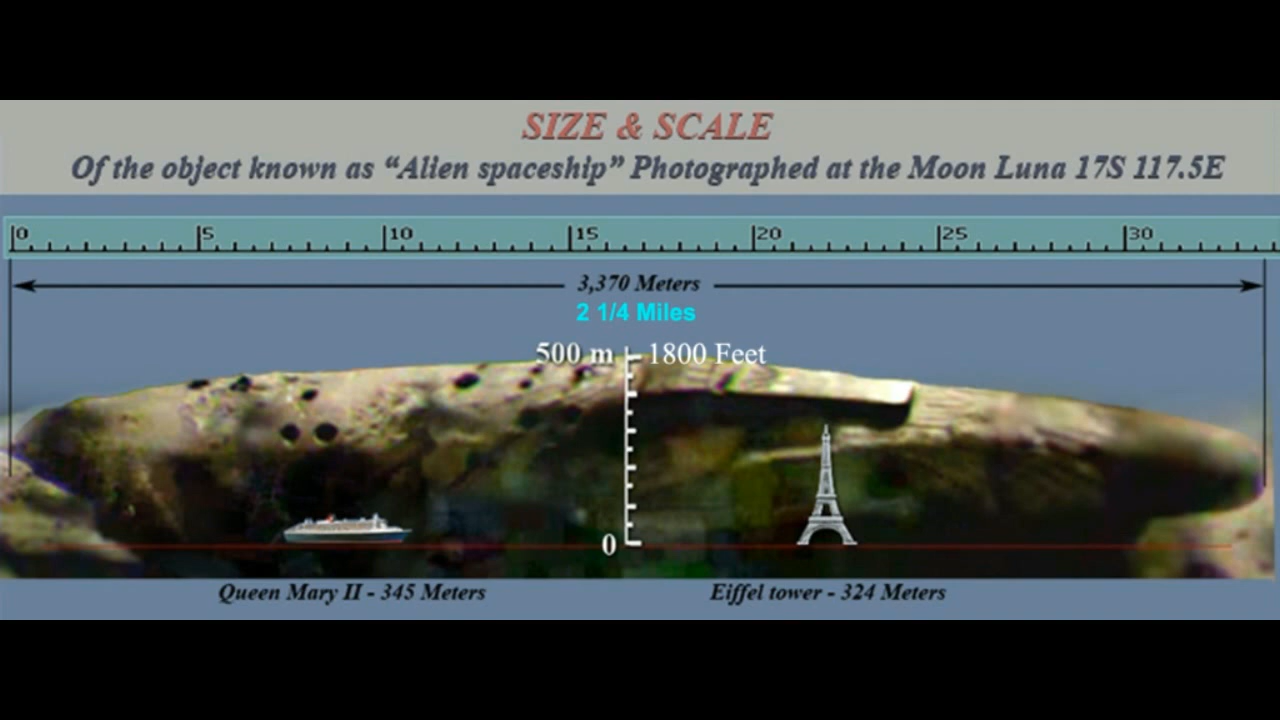 SIZE & SCALE
Of the object known as “Alien spaceship” Photographed at the Moon Luna 17S 117.5E
0 5 10 15 20 25 30
3,370 Meters
2 1/4 Miles
500 m 1800 Feet
0
Queen Mary II - 345 Meters Eiffel tower - 324 Meters